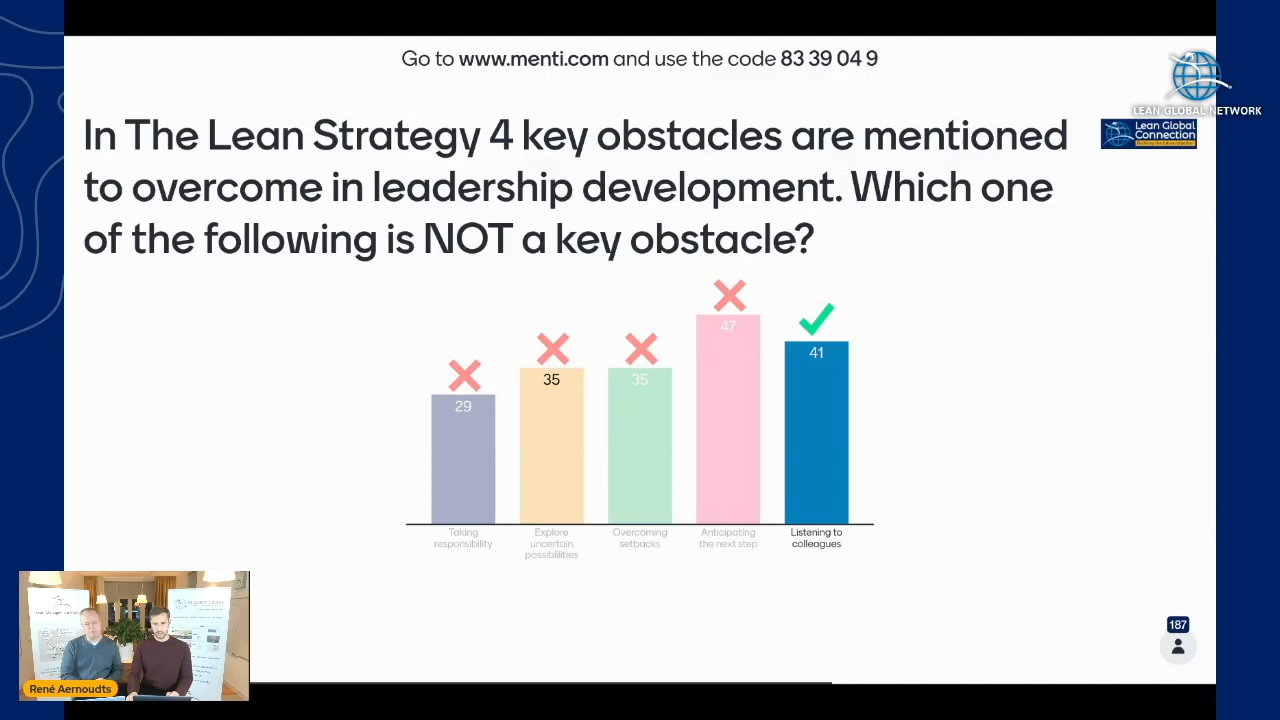 Go to www.menti.com and use the code 83 39 04 9
LEAN GLOBAL NETWORK
Lean Global
Connection
In The Lean Strategy 4 key obstacles are mentioned
to overcome in leadership development. Which one
of the following is NOT a key obstacle?
29
35
35
47
41
Taking
responsibility
Explore
uncertain
possiblilities
Overcoming
setbacks
Anticipating
the next step
Listening to
colleagues
187
René Aernoudts